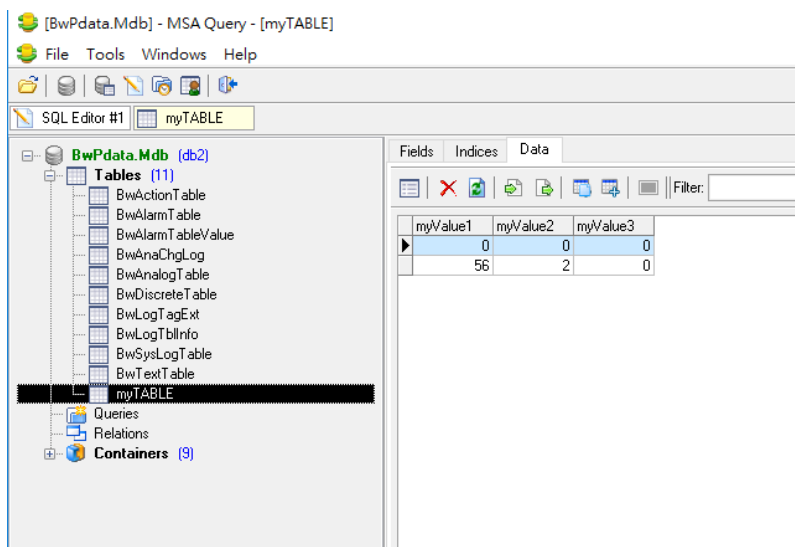 [BwPdata.Mdb] - MSA Query - [myTABLE]
File Tools Windows Help
SQL Editor #1 myTABLE
BwPdata.Mdb (db2)
Tables (11)
BwActionTable
BwAlarmTable
BwAlarmTableValue
BwAnaChgLog
BwAnalogTable
BwDiscreteTable
BwLogTagExt
BwLogTblInfo
BwSysLogTable
BwTextTable
myTABLE
Queries
Relations
Containers (9)
Fields Indices Data
Filter:
myValue1 myValue2 myValue3
0 0 0
56 2 0